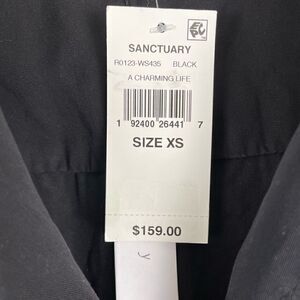 SANCTUARY
R0123-WS435 BLACK
A CHARMING LIFE
1 92400 26441 7
SIZE XS
$159.00
y